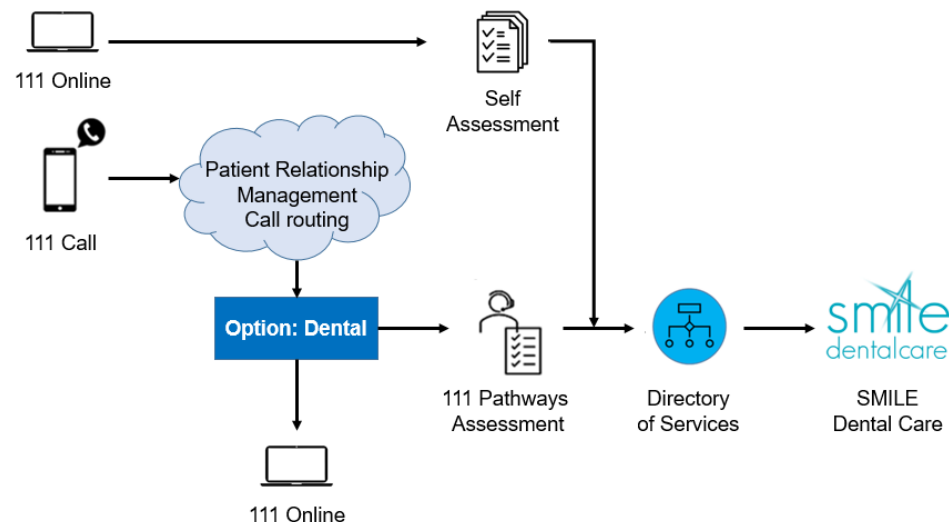 111 Online
Self
Assessment
Patient Relationship
Management
Call routing
111 Call
Option: Dental
111 Pathways
Assessment
Directory
of Services
smile
dentalcare
SMILE
Dental Care
111 Online